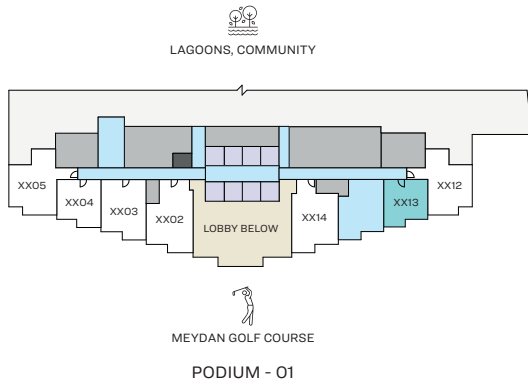 LAGOONS, COMMUNITY
XX05
XX04
XX03
XX02
LOBBY BELOW
XX14
XX13
XX12
MEYDAN GOLF COURSE
PODIUM - 01